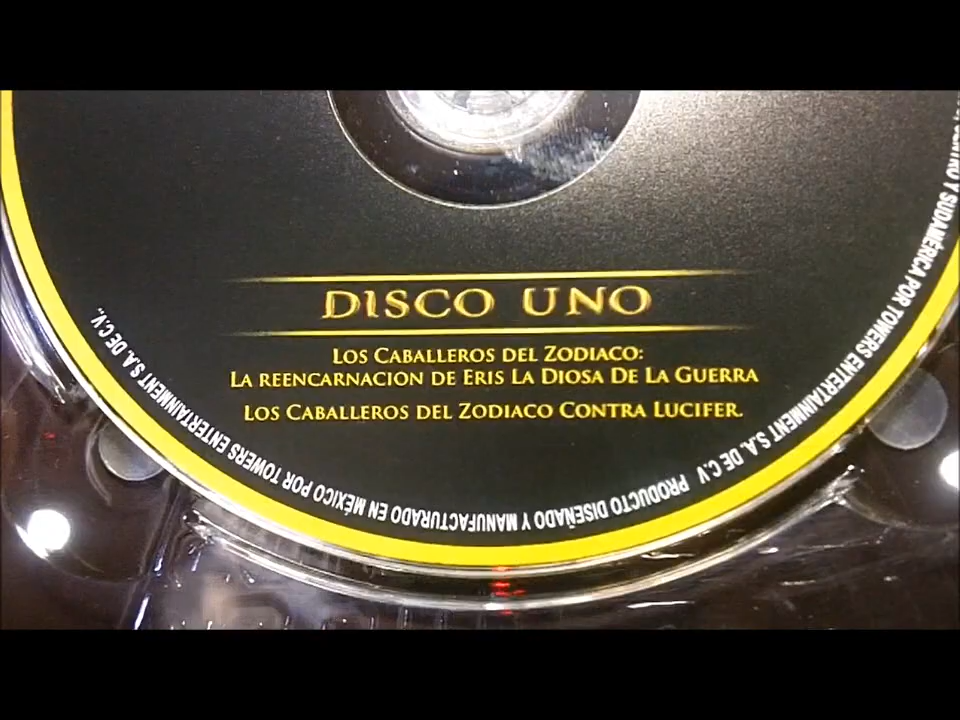 DISCO UNO
LOS CABALLEROS DEL ZODIACO:
LA REENCARNACION DE ERIS LA DIOSA DE LA GUERRA
LOS CABALLEROS DEL ZODIACO CONTRA LUCIFER.
Y SUDAMÉRICA POR TOWERS ENTERTAINMENT S.A. DE C.V PRODUCTO DISEÑADO Y MANUFACTURADO EN MÉXICO POR TOWERS ENTERTAINMENT S.A. DE C.V.